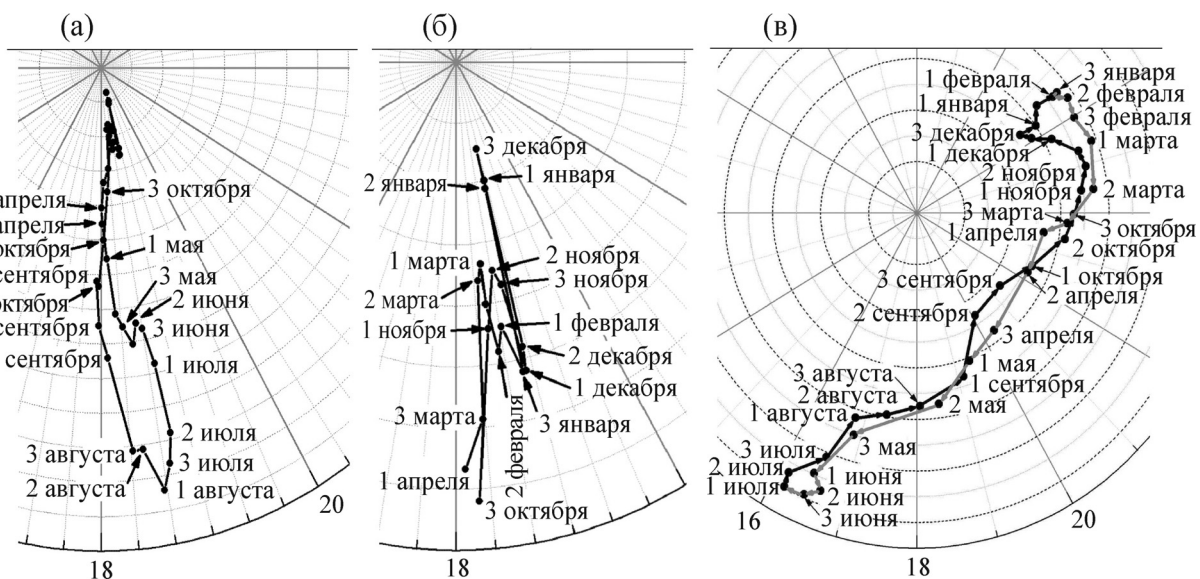 (а)
3 октября
апреля
апреля
октября
1 мая
сентября
3 мая
октября
2 июня
сентября
3 июня
сентября
1 июля
2 июля
3 августа
3 июля
2 августа
1 августа
18
20
(б)
3 декабря
2 января
1 января
1 марта
2 ноября
3 ноября
2 марта
1 ноября
1 февраля
2 декабря
1 декабря
3 марта
2 февраля
3 января
1 апреля
3 октября
18
(в)
1 февраля
3 января
2 февраля
1 января
3 февраля
3 декабря
1 марта
1 декабря
2 ноября
1 ноября
2 марта
3 марта
1 апреля
3 октября
2 октября
3 сентября
1 октября
2 апреля
2 сентября
3 апреля
3 августа
1 мая
2 августа
1 сентября
1 августа
2 мая
3 мая
3 июля
2 июля
1 июня
1 июля
2 июня
3 июня
16
18
20